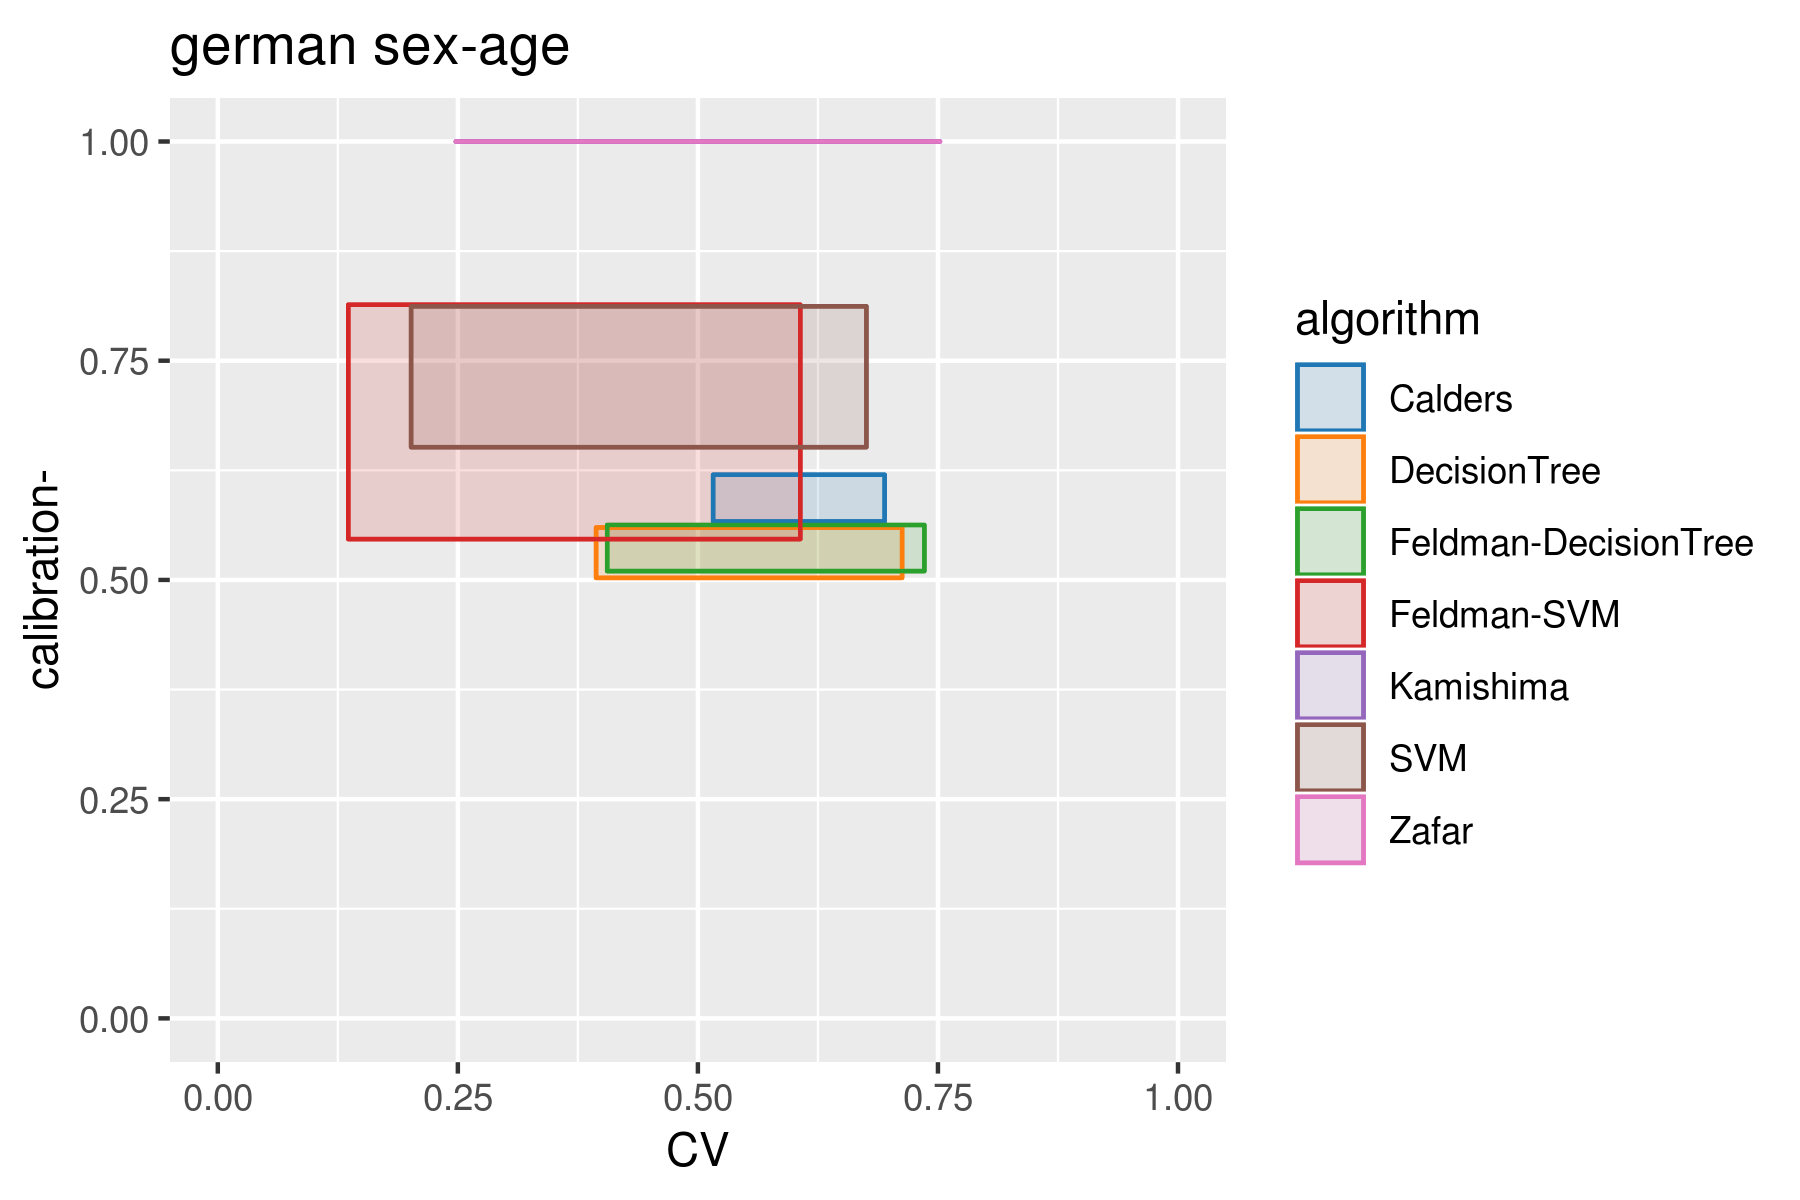 german sex-age
1.00
0.75
0.50
0.25
0.00
calibration-
0.00 0.25 0.50 0.75 1.00
CV
algorithm
Calders
DecisionTree
Feldman-DecisionTree
Feldman-SVM
Kamishima
SVM
Zafar